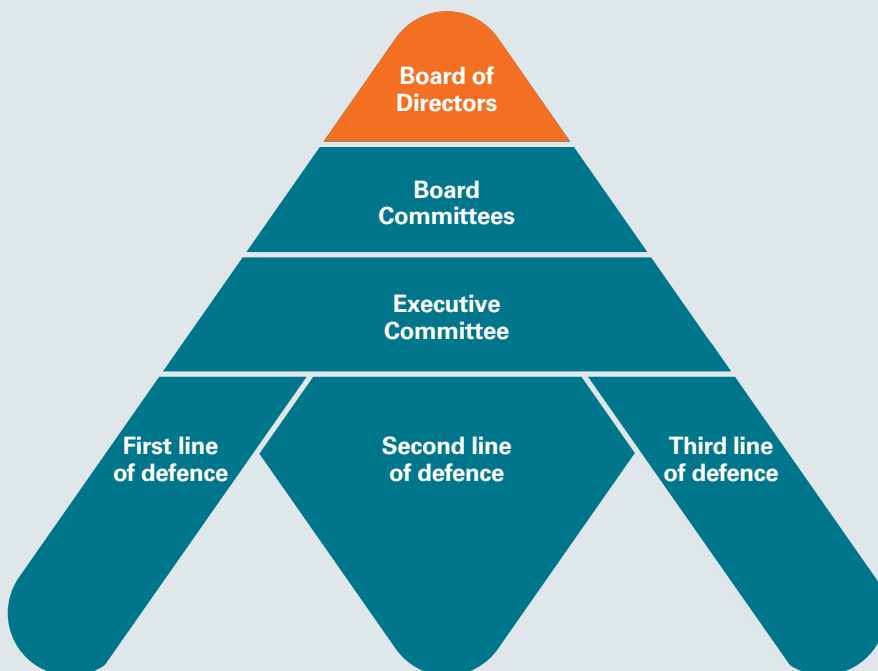 Board of
Directors
Board
Committees
Executive
Committee
First line
of defence
Second line
of defence
Third line
of defence